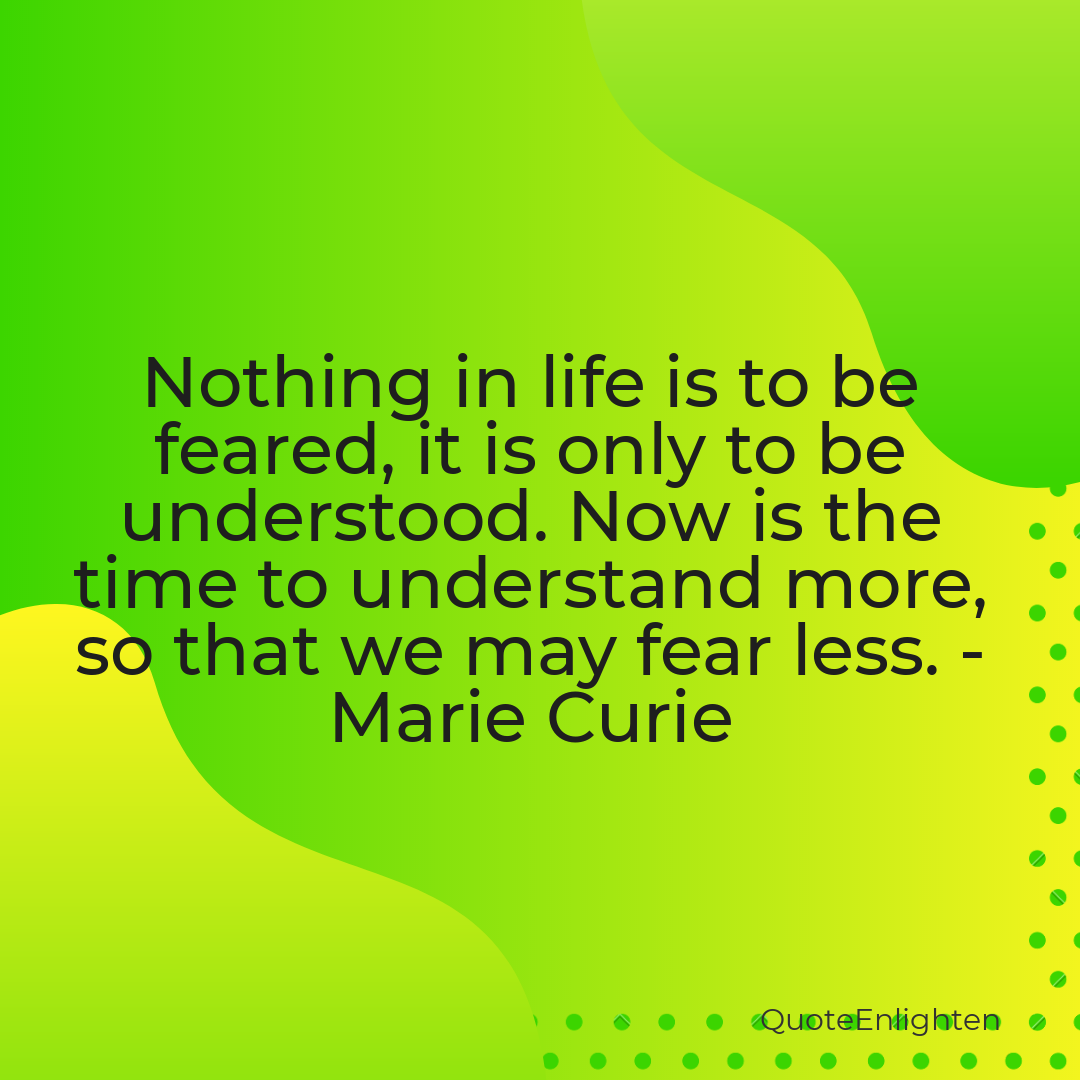 Nothing in life is to be
feared, it is only to be
understood. Now is the
time to understand more,
so that we may fear less. -
Marie Curie
QuoteEnlighten